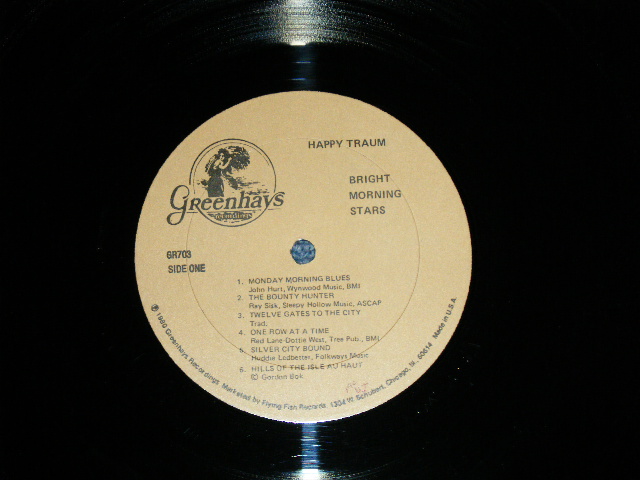 HAPPY TRAUM
Greenhays
Recordings
BRIGHT
MORNING
STARS
GR703
SIDE ONE
1. MONDAY MORNING BLUES
John Hurt, Wynwood Music, BMI
2. THE BOUNTY HUNTER
Ray Sisk, Sleepy Hollow Music, ASCAP
3. TWELVE GATES TO THE CITY
Trad.
4. ONE ROW AT A TIME
Red Lane-Dottie West, Tree Pub., BMI
5. SILVER CITY BOUND
Huddie Ledbetter, Folkways Music
6. HILLS OF THE ISLE AU HAUT
© Gordon Bok
℗ 1980 Greenhays Recordings. Marketed by Flying Fish Records 1304 W. Schubert, Chicago, IL. 60614 Made in U.S.A.